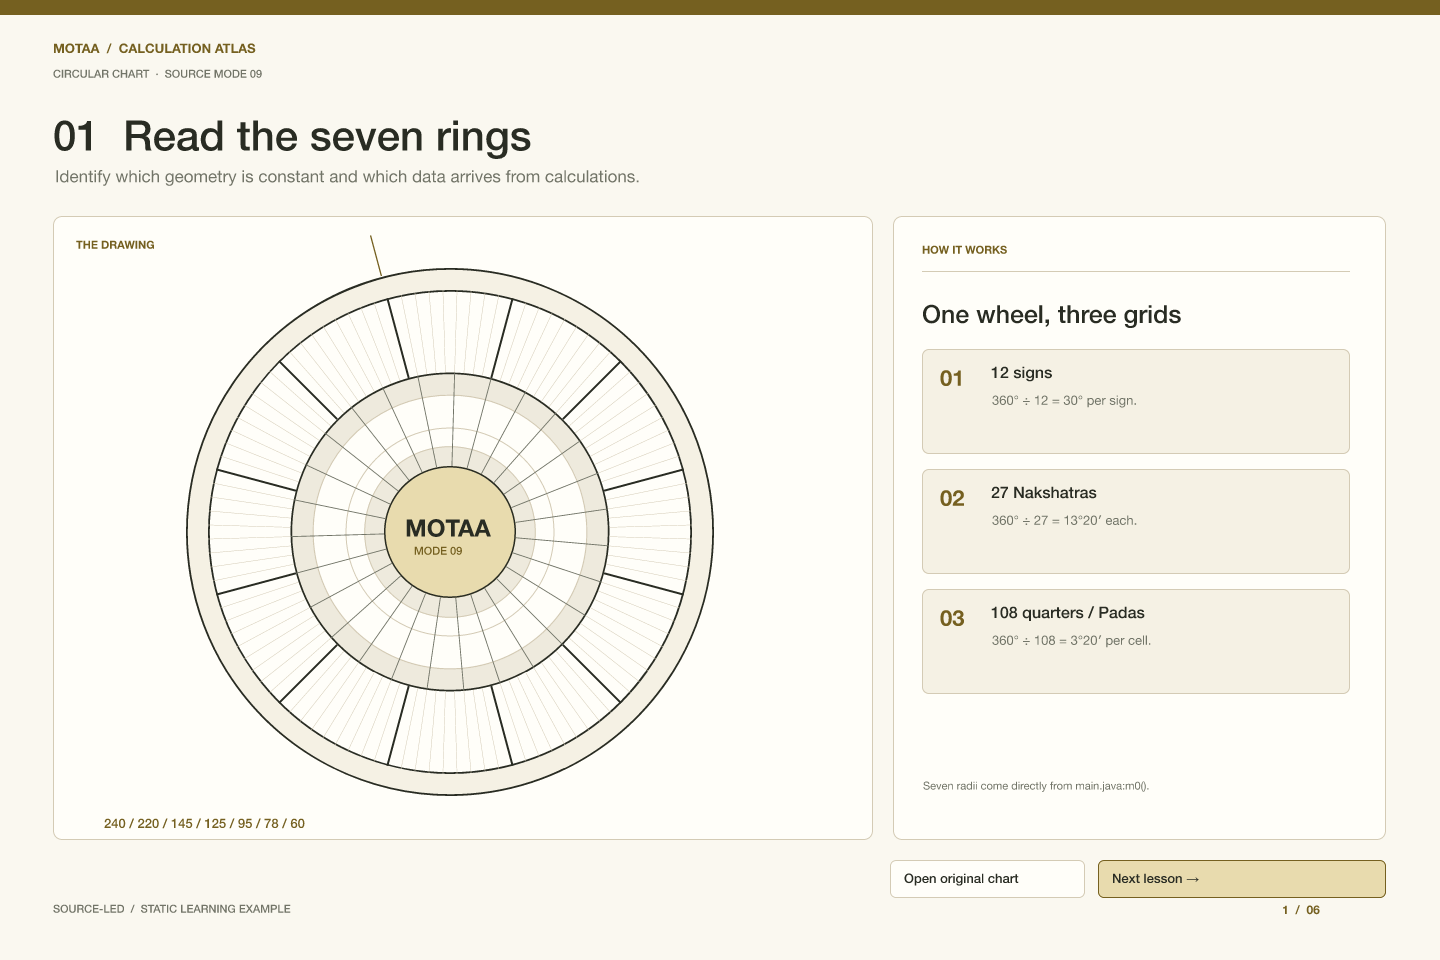 MOTAA / CALCULATION ATLAS
CIRCULAR CHART · SOURCE MODE 09
01 Read the seven rings
Identify which geometry is constant and which data arrives from calculations.
THE DRAWING
MOTAA
MODE 09
240 / 220 / 145 / 125 / 95 / 78 / 60
HOW IT WORKS
One wheel, three grids
01 12 signs
360° ÷ 12 = 30° per sign.
02 27 Nakshatras
360° ÷ 27 = 13°20′ each.
03 108 quarters / Padas
360° ÷ 108 = 3°20′ per cell.
Seven radii come directly from main.java:m0().
Open original chart
Next lesson →
SOURCE-LED / STATIC LEARNING EXAMPLE
1 / 06